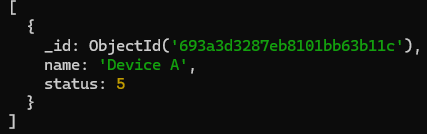 [
  {
    _id: ObjectId('693a3d3287eb8101bb63b11c'),
    name: 'Device A',
    status: 5
  }
]